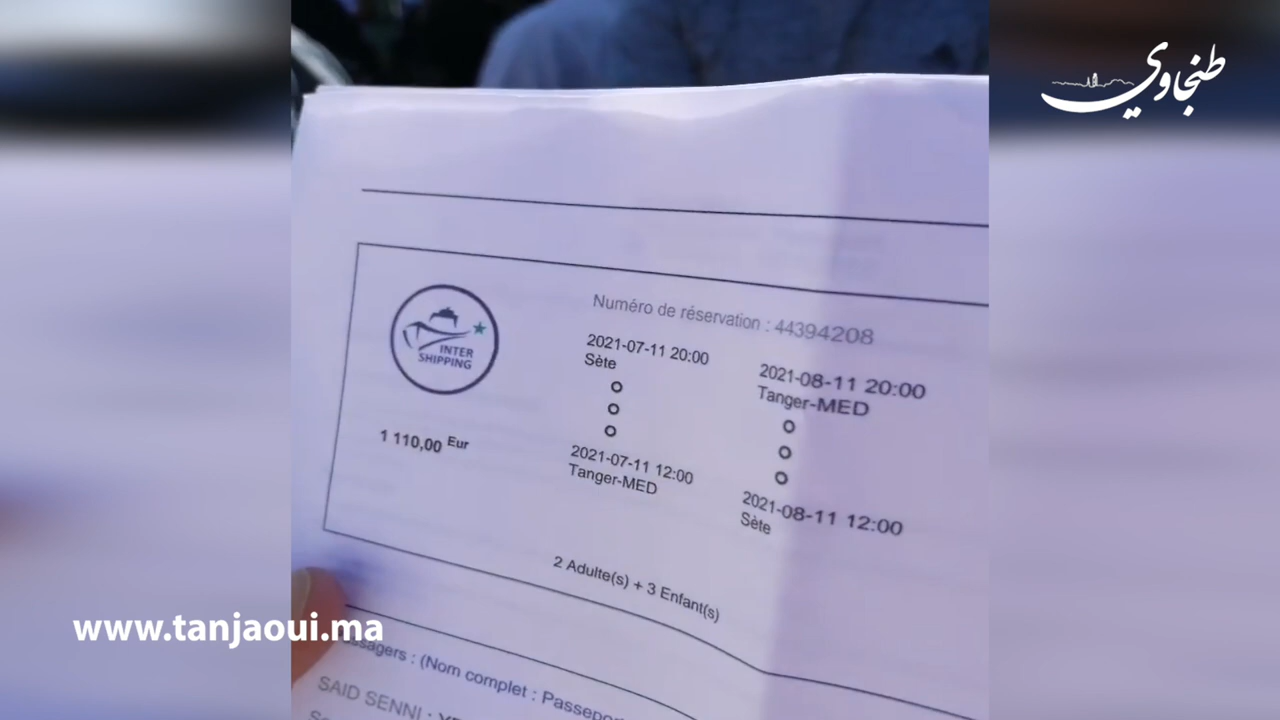 طنجاوي
Numéro de réservation : 44394208
INTER
SHIPPING
1 110,00 Eur
2021-07-11 20:00
Sète
2021-07-11 12:00
Tanger-MED
2021-08-11 20:00
Tanger-MED
2021-08-11 12:00
Sète
2 Adulte(s) + 3 Enfant(s)
www.tanjaoui.ma
: (Nom complet :
SAID SENNI :